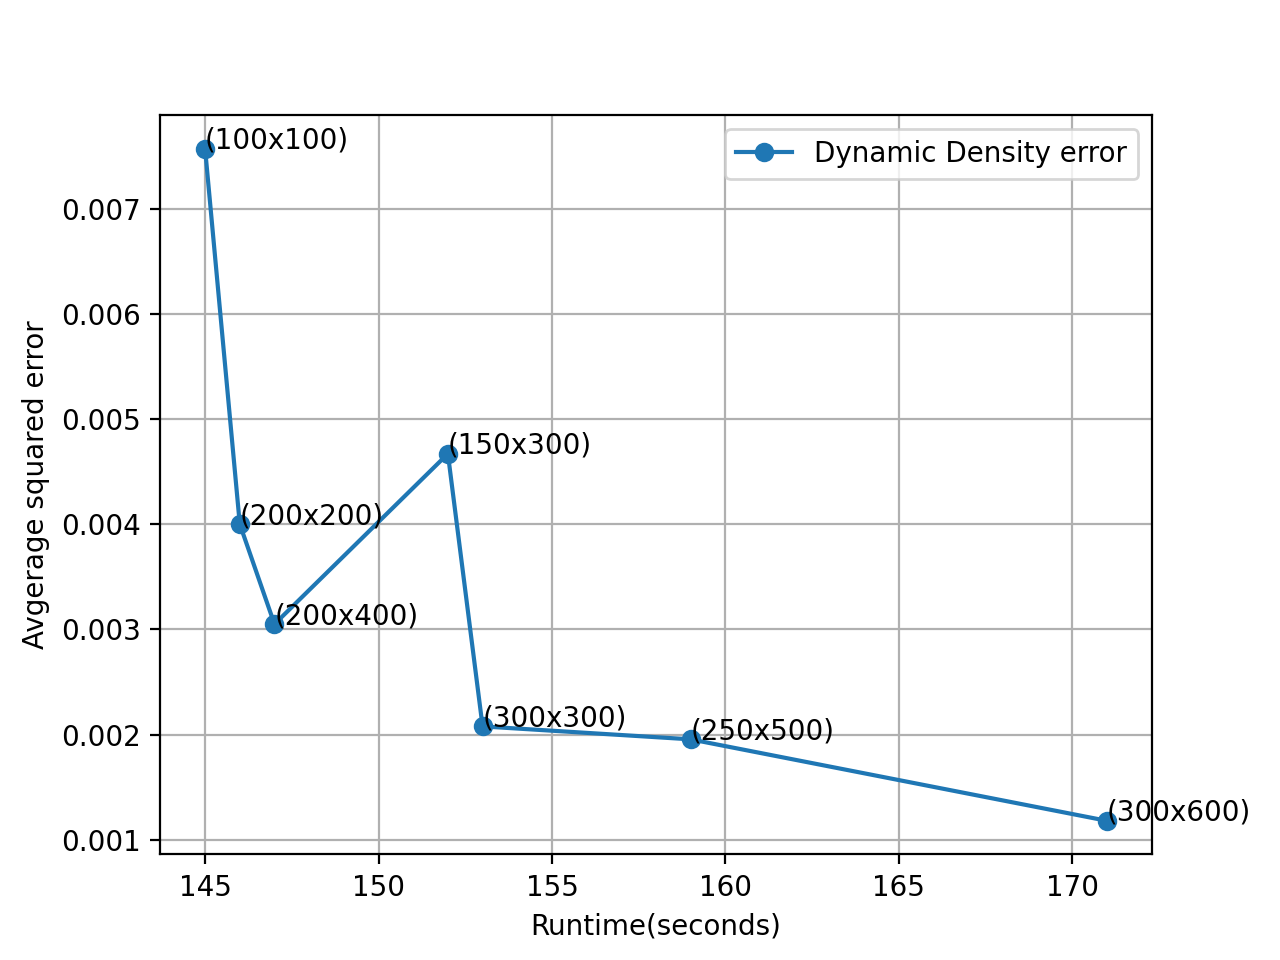 (100x100)
Dynamic Density error
0.007
0.006
0.005
(150x300)
0.004
(200x200)
0.003
(200x400)
(300x300)
0.002
(250x500)
(300x600)
0.001
Avgerage squared error
145
150
155
160
165
170
Runtime(seconds)